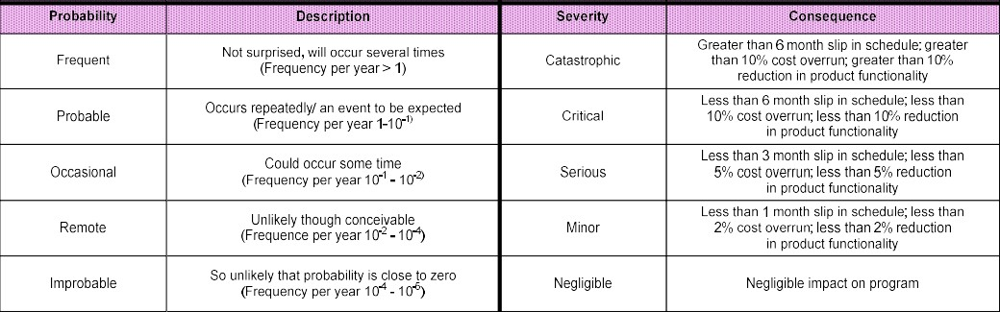 Probability Description Severity Consequence
Frequent
Not surprised, will occur several times
(Frequency per year > 1)
Catastrophic
Greater than 6 month slip in schedule; greater
than 10% cost overrun; greater than 10%
reduction in product functionality
Probable
Occurs repeatedly/ an event to be expected
(Frequency per year 1-10⁻¹⁾
Critical
Less than 6 month slip in schedule; less than
10% cost overrun; less than 10% reduction
in product functionality
Occasional
Could occur some time
(Frequency per year 10⁻¹ - 10⁻²⁾
Serious
Less than 3 month slip in schedule; less than
5% cost overrun; less than 5% reduction
in product functionality
Remote
Unlikely though conceivable
(Frequence per year 10⁻² - 10⁻⁴)
Minor
Less than 1 month slip in schedule; less than
2% cost overrun; less than 2% reduction
in product functionality
Improbable
So unlikely that probability is close to zero
(Frequency per year 10⁻⁴ - 10⁻⁵)
Negligible
Negligible impact on program